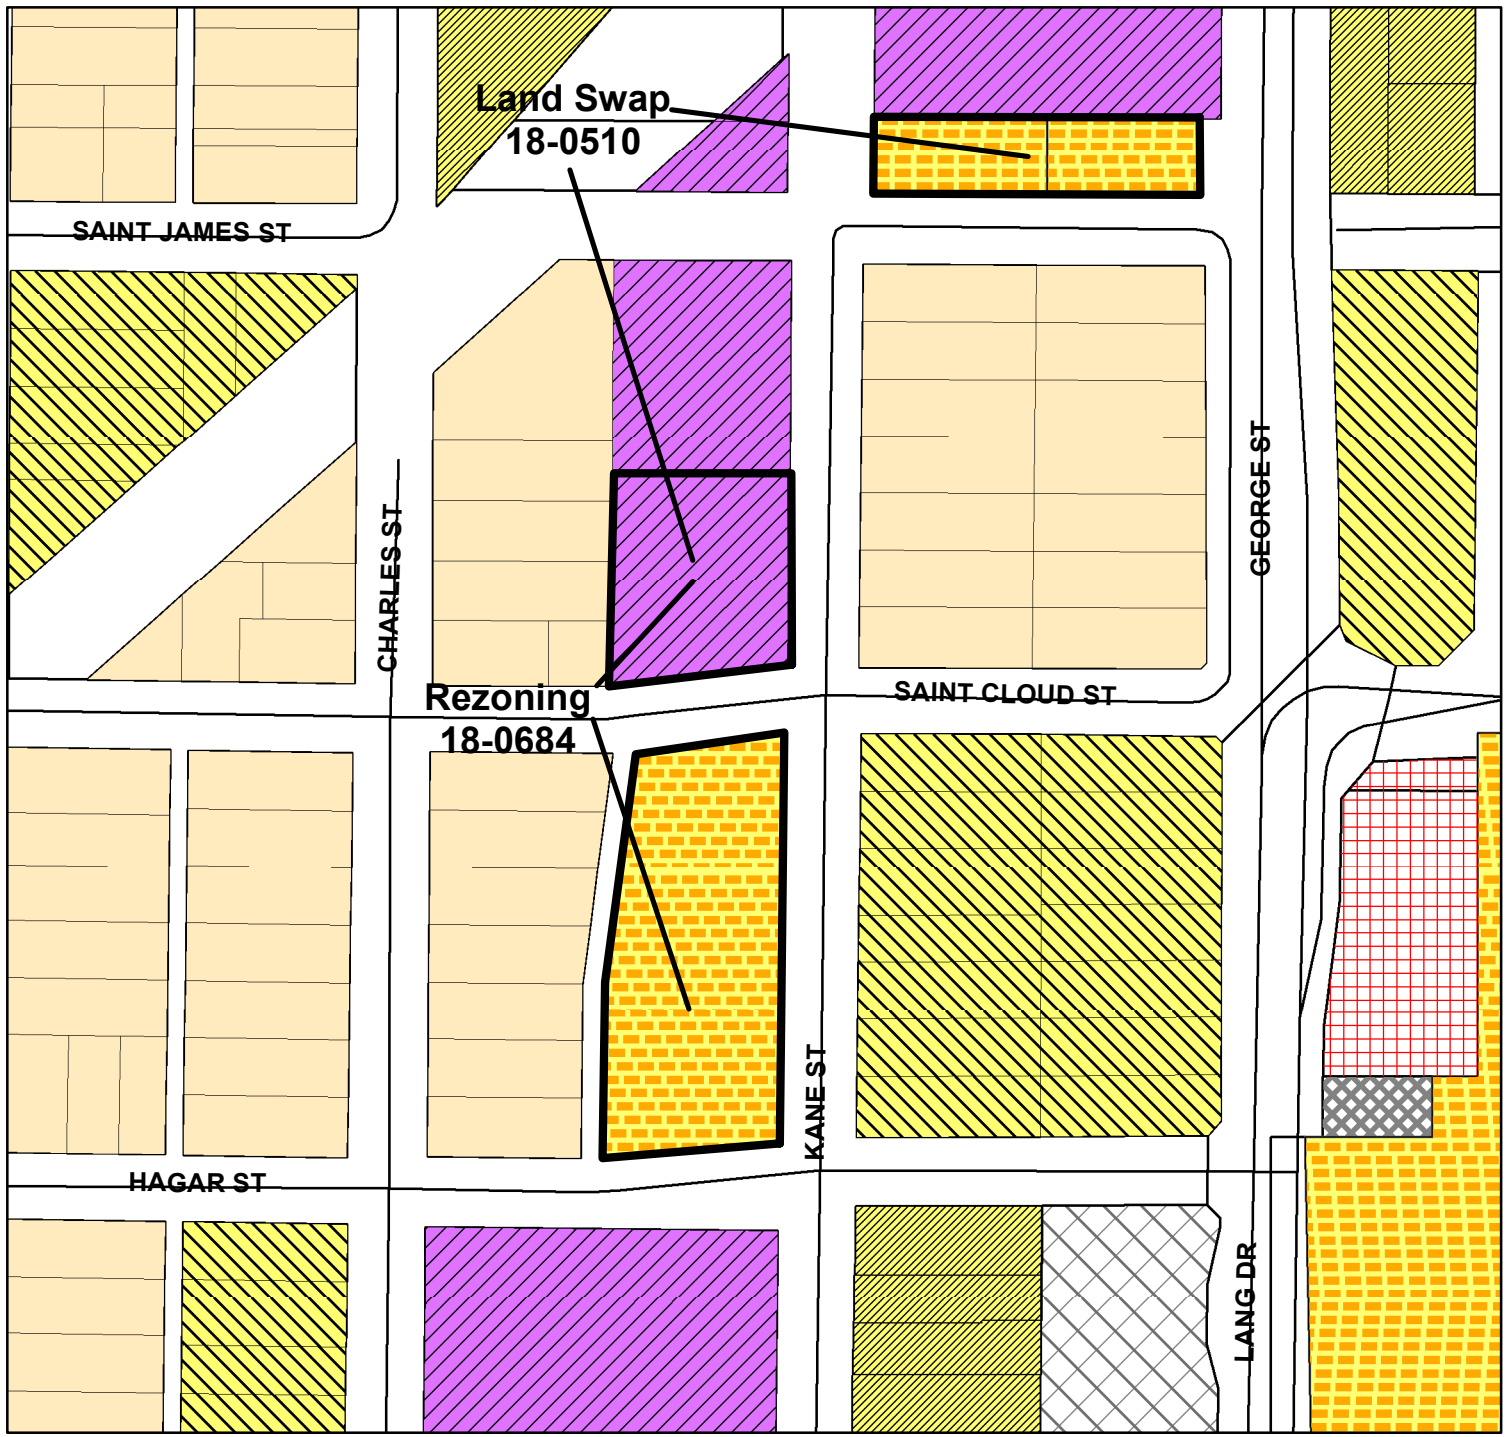 Land Swap
18-0510
SAINT JAMES ST
GEORGE ST
CHARLES ST
SAINT CLOUD ST
Rezoning
18-0684
KANE ST
HAGAR ST
LANG DR